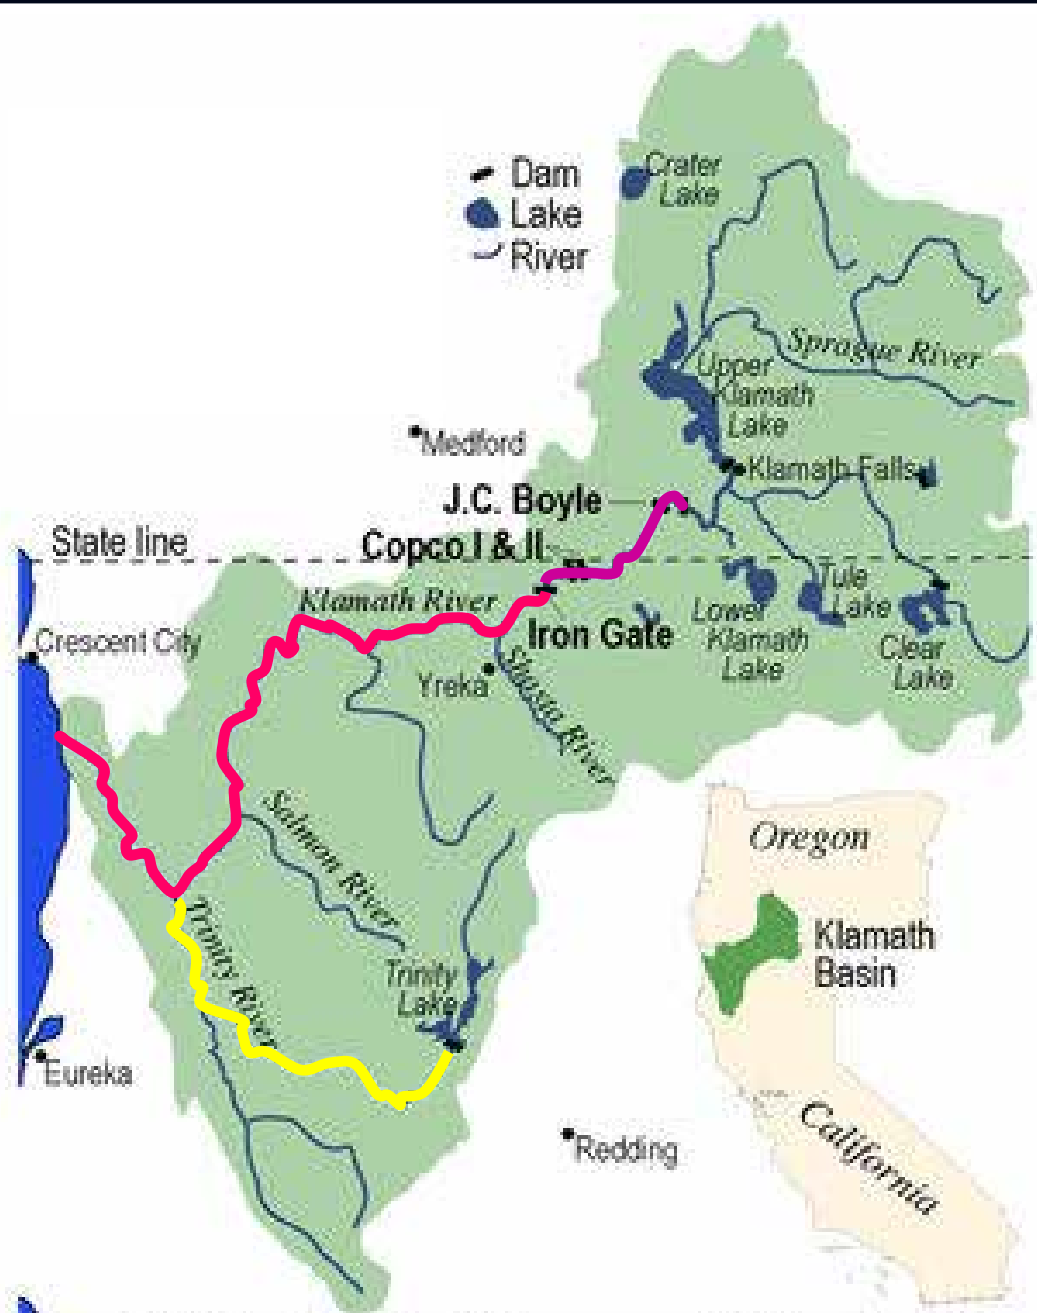 Dam
Lake
River
Crater
Lake
Sprague River
Upper
Klamath
Lake
Medford
Klamath Falls
J.C. Boyle
State line
Copco I & II
Klamath River
Tule
Lake
Lower
Klamath
Lake
Iron Gate
Clear
Lake
Crescent City
Yreka
Shasta River
Salmon River
Oregon
Trinity River
Klamath
Basin
Trinity
Lake
Eureka
Redding
California